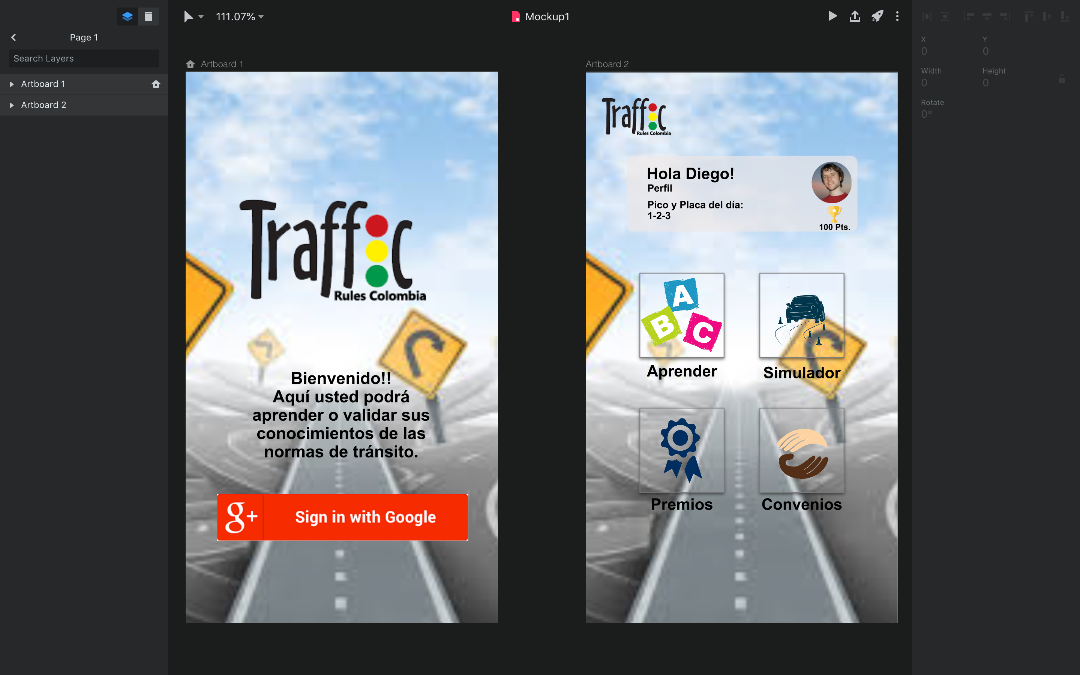 111.07%
Mockup1
Page 1
Search Layers
Artboard 1
Artboard 2
Artboard 1
Traffic
Rules Colombia
Bienvenido!!
Aquí usted podrá
aprender o validar sus
conocimientos de las
normas de tránsito.
g+ Sign in with Google
Artboard 2
Traffic
Rules Colombia
Hola Diego!
Perfil
Pico y Placa del día:
1-2-3
100 Pts.
A
B
C
Aprender
Simulador
Premios
Convenios
X
Y
0
0
Width
Height
0
0
Rotate
0°